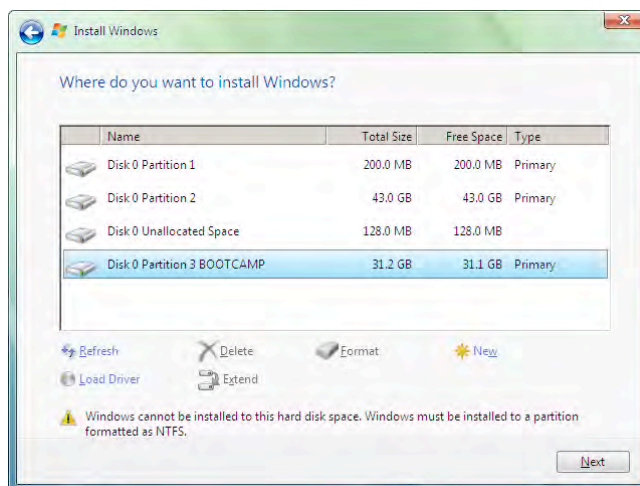 Install Windows
Where do you want to install Windows?
Name Total Size Free Space Type
Disk 0 Partition 1 200.0 MB 200.0 MB Primary
Disk 0 Partition 2 43.0 GB 43.0 GB Primary
Disk 0 Unallocated Space 128.0 MB 128.0 MB
Disk 0 Partition 3 BOOTCAMP 31.2 GB 31.1 GB Primary
Refresh Delete Format New
Load Driver Extend
Windows cannot be installed to this hard disk space. Windows must be installed to a partition
formatted as NTFS.
Next